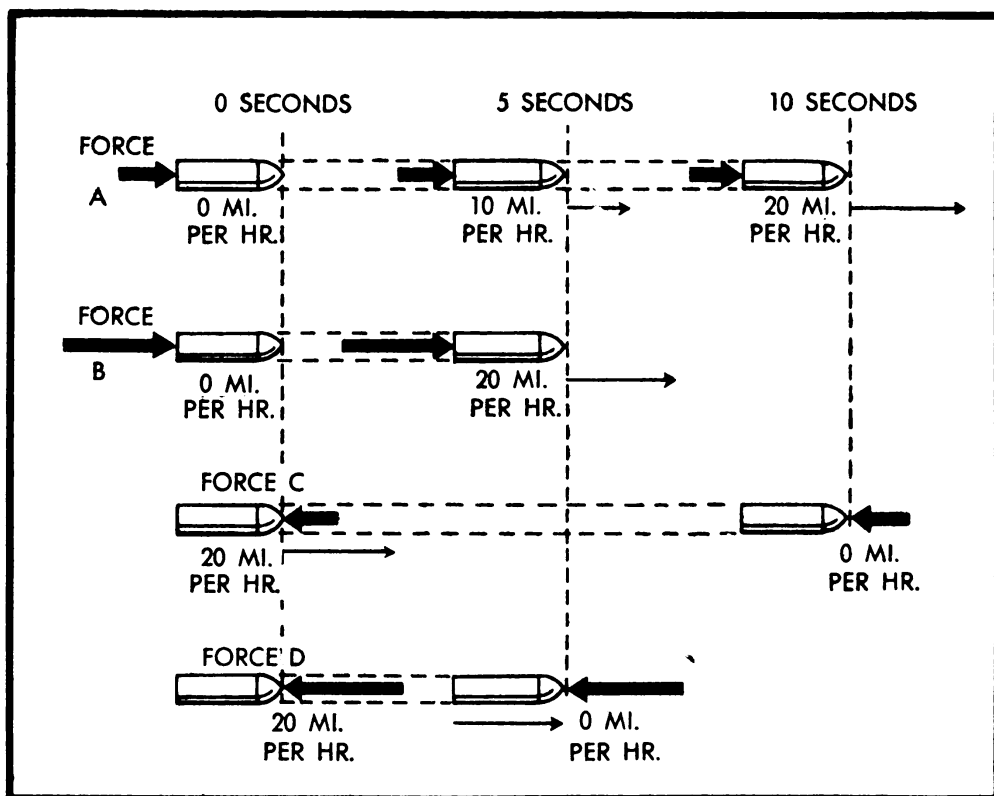 0 SECONDS 5 SECONDS 10 SECONDS
FORCE
A
0 MI. 10 MI. 20 MI.
PER HR. PER HR. PER HR.
FORCE
B
0 MI. 20 MI.
PER HR. PER HR.
FORCE C
20 MI. 0 MI.
PER HR. PER HR.
FORCE D
20 MI. 0 MI.
PER HR. PER HR.